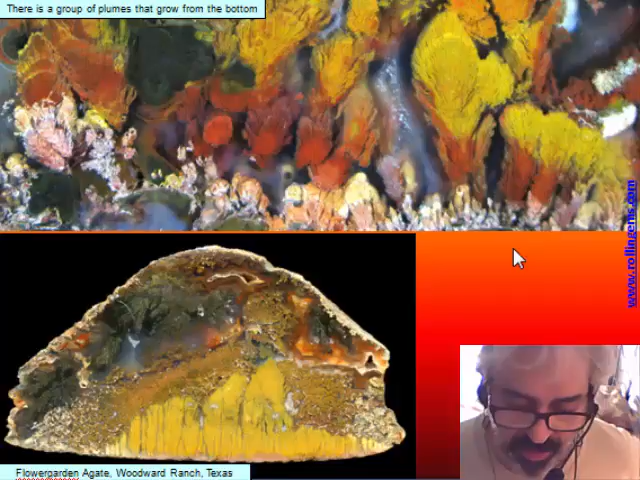 There is a group of plumes that grow from the bottom
www.rollingems.com
Flowergarden Agate, Woodward Ranch, Texas